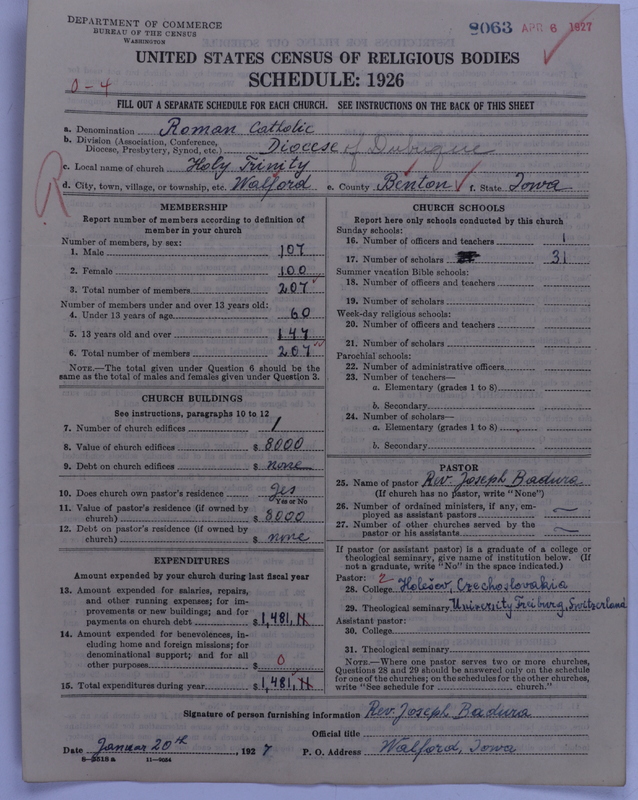 DEPARTMENT OF COMMERCE
BUREAU OF THE CENSUS
WASHINGTON
8063 APR 6 1927
UNITED STATES CENSUS OF RELIGIOUS BODIES
SCHEDULE: 1926
0-4
FILL OUT A SEPARATE SCHEDULE FOR EACH CHURCH. SEE INSTRUCTIONS ON THE BACK OF THIS SHEET
a. Denomination Roman Catholic
b. Division (Association, Conference, Diocese, Presbytery, Synod, etc.) Diocese of Dubuque
c. Local name of church Holy Trinity
R
d. City, town, village, or township, etc. Walford e. County Benton f. State Iowa
MEMBERSHIP
Report number of members according to definition of
member in your church
Number of members, by sex:
1. Male 107
2. Female 100
3. Total number of members 207
Number of members under and over 13 years old:
4. Under 13 years of age 60
5. 13 years old and over 147
6. Total number of members 207
NOTE.—The total given under Question 6 should be the
same as the total of males and females given under Question 3.
CHURCH BUILDINGS
See instructions, paragraphs 10 to 12
7. Number of church edifices 1
8. Value of church edifices $ 8000
9. Debt on church edifices $ none
10. Does church own pastor's residence yes
Yes or No
11. Value of pastor's residence (if owned by
church) $ 8000
12. Debt on pastor's residence (if owned by
church) $ none
EXPENDITURES
Amount expended by your church during last fiscal year
13. Amount expended for salaries, repairs,
and other running expenses; for im-
provements or new buildings; and for
payments on church debt $ 1,481.11
14. Amount expended for benevolences, in-
cluding home and foreign missions; for
denominational support; and for all
other purposes $ 0
15. Total expenditures during year $ 1,481.11
CHURCH SCHOOLS
Report here only schools conducted by this church
Sunday schools:
16. Number of officers and teachers 1
17. Number of scholars 31
Summer vacation Bible schools:
18. Number of officers and teachers
19. Number of scholars
Week-day religious schools:
20. Number of officers and teachers
21. Number of scholars
Parochial schools:
22. Number of administrative officers
23. Number of teachers—
a. Elementary (grades 1 to 8)
b. Secondary
24. Number of scholars—
a. Elementary (grades 1 to 8)
b. Secondary
PASTOR
25. Name of pastor Rev. Joseph Badura
(If church has no pastor, write "None")
26. Number of ordained ministers, if any, em-
ployed as assistant pastors —
27. Number of other churches served by the
pastor or his assistants —
If pastor (or assistant pastor) is a graduate of a college or
theological seminary, give name of institution below. (If
not a graduate, write "No" in the space indicated.)
Pastor: 2
28. College Holešov, Czechoslovakia
29. Theological seminary University Freiburg, Switzerland
Assistant pastor:
30. College
31. Theological seminary
NOTE.—Where one pastor serves two or more churches,
Questions 28 and 29 should be answered only on the schedule
for one of the churches; on the schedules for the other churches,
write "See schedule for church."
Signature of person furnishing information Rev. Joseph Badura
Official title
Date Januar 20th, 1927 P. O. Address Walford, Iowa
8-5518a 11-9034